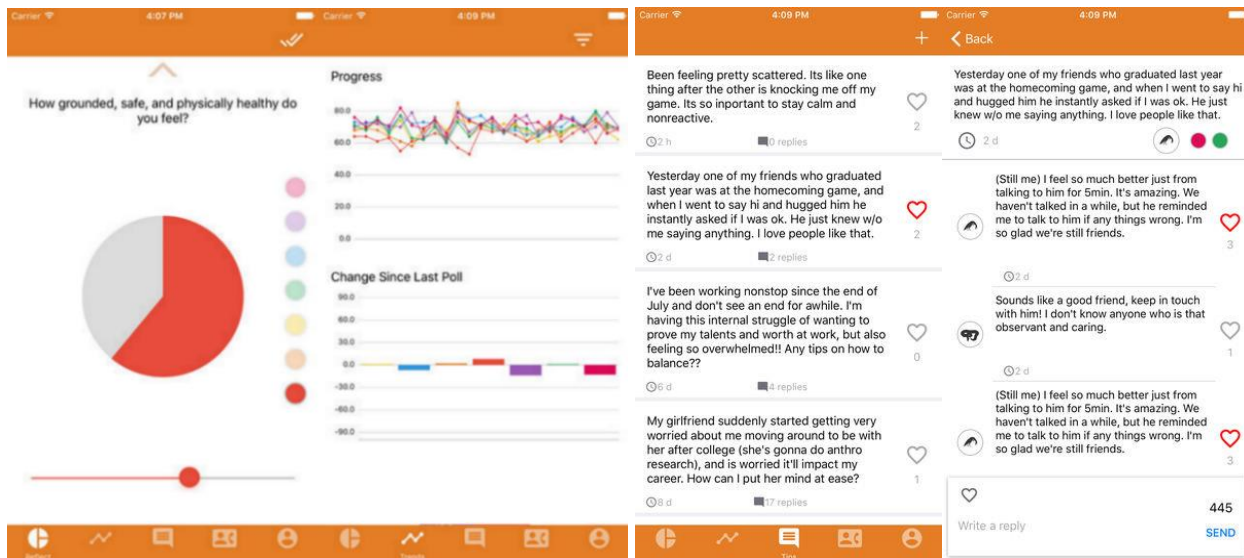 Carrier 4:07 PM
How grounded, safe, and physically healthy do
you feel?
Reflect
Carrier 4:09 PM
Progress
80.0
60.0
40.0
20.0
0.0
Change Since Last Poll
90.0
60.0
30.0
0.0
-30.0
-60.0
-90.0
Trends
Carrier 4:09 PM
+
Been feeling pretty scattered. Its like one
thing after the other is knocking me off my
game. Its so inportant to stay calm and
nonreactive.
2
2 h 0 replies
Yesterday one of my friends who graduated
last year was at the homecoming game, and
when I went to say hi and hugged him he
instantly asked if I was ok. He just knew w/o
me saying anything. I love people like that.
2
2 d 2 replies
I've been working nonstop since the end of
July and don't see an end for awhile. I'm
having this internal struggle of wanting to
prove my talents and worth at work, but also
feeling so overwhelmed!! Any tips on how to
balance??
0
6 d 4 replies
My girlfriend suddenly started getting very
worried about me moving around to be with
her after college (she's gonna do anthro
research), and is worried it'll impact my
career. How can I put her mind at ease?
1
8 d 17 replies
Tips
Carrier 4:09 PM
Back
Yesterday one of my friends who graduated last year
was at the homecoming game, and when I went to say hi
and hugged him he instantly asked if I was ok. He just
knew w/o me saying anything. I love people like that.
2 d
(Still me) I feel so much better just from
talking to him for 5min. It's amazing. We
haven't talked in a while, but he reminded
me to talk to him if any things wrong. I'm
so glad we're still friends.
3
2 d
Sounds like a good friend, keep in touch
with him! I don't know anyone who is that
observant and caring.
1
2 d
(Still me) I feel so much better just from
talking to him for 5min. It's amazing. We
haven't talked in a while, but he reminded
me to talk to him if any things wrong. I'm
so glad we're still friends.
3
445
Write a reply SEND